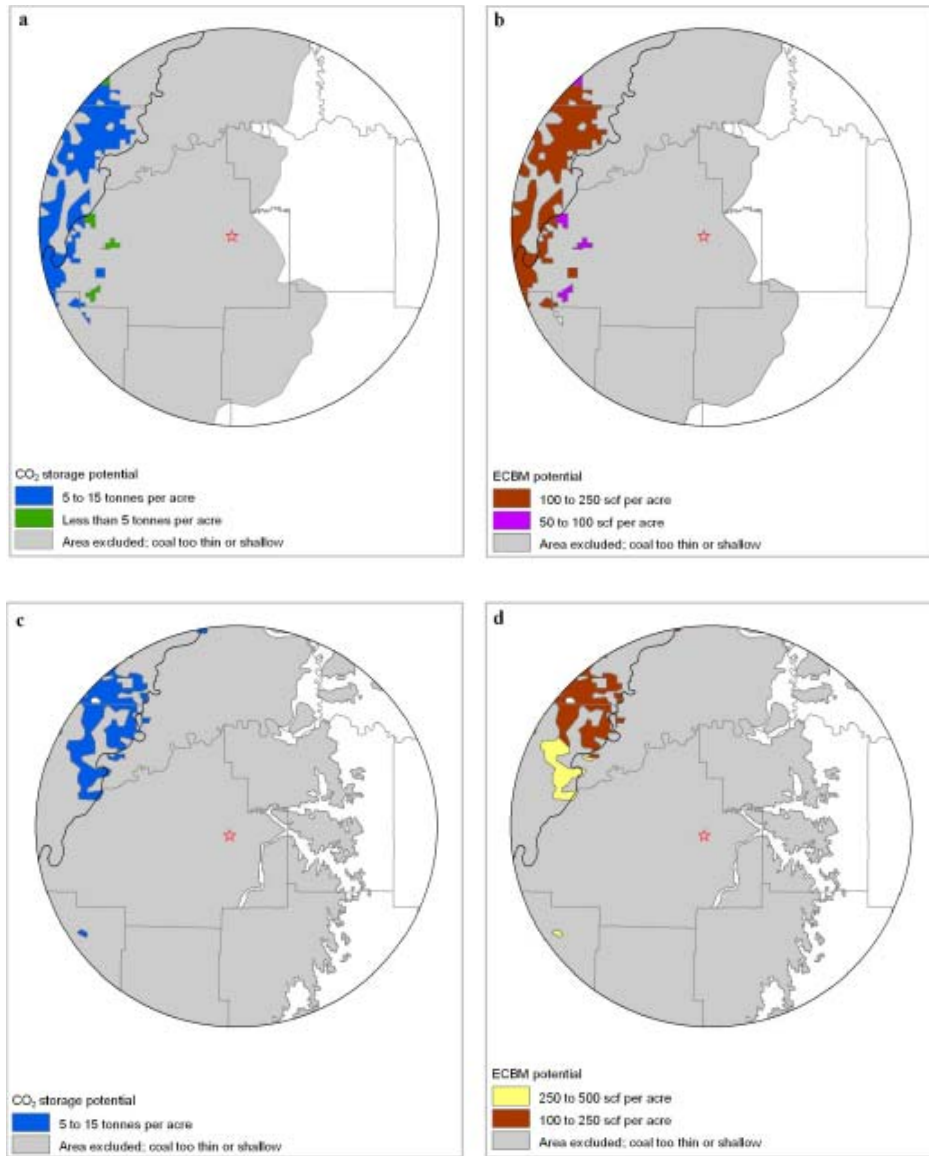 a
CO₂ storage potential
5 to 15 tonnes per acre
Less than 5 tonnes per acre
Area excluded; coal too thin or shallow
b
ECBM potential
100 to 250 scf per acre
50 to 100 scf per acre
Area excluded; coal too thin or shallow
c
CO₂ storage potential
5 to 15 tonnes per acre
Area excluded; coal too thin or shallow
d
ECBM potential
250 to 500 scf per acre
100 to 250 scf per acre
Area excluded; coal too thin or shallow